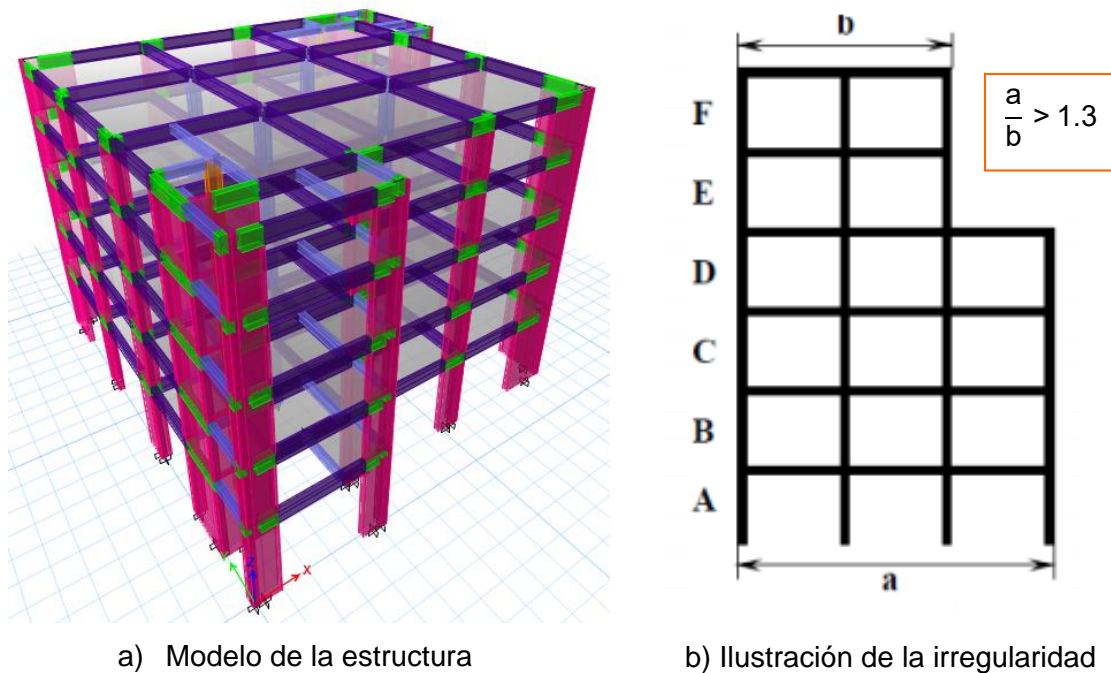 b
a
b
> 1.3
F
E
D
C
B
A
a
Z
X
a) Modelo de la estructura
b) Ilustración de la irregularidad